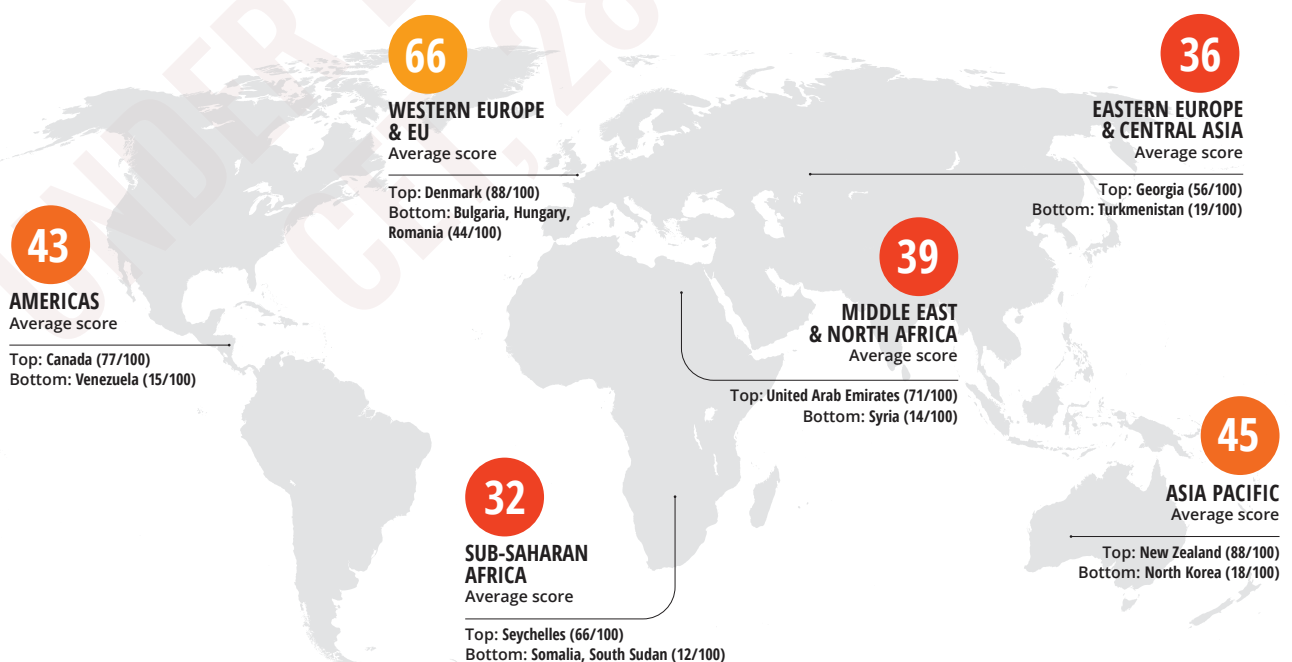 66
WESTERN EUROPE
& EU
Average score
Top: Denmark (88/100)
Bottom: Bulgaria, Hungary,
Romania (44/100)
36
EASTERN EUROPE
& CENTRAL ASIA
Average score
Top: Georgia (56/100)
Bottom: Turkmenistan (19/100)
43
AMERICAS
Average score
Top: Canada (77/100)
Bottom: Venezuela (15/100)
39
MIDDLE EAST
& NORTH AFRICA
Average score
Top: United Arab Emirates (71/100)
Bottom: Syria (14/100)
32
SUB-SAHARAN
AFRICA
Average score
Top: Seychelles (66/100)
Bottom: Somalia, South Sudan (12/100)
45
ASIA PACIFIC
Average score
Top: New Zealand (88/100)
Bottom: North Korea (18/100)